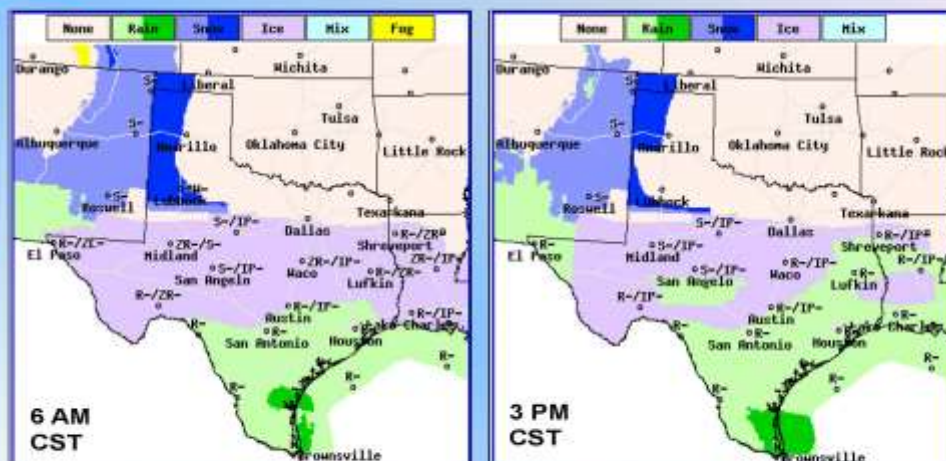 None Rain Snow Ice Mix Fog
Durango
Wichita
S-
Liberal
Tulsa
S-
Albuquerque
Amarillo
Oklahoma City
Little Rock
Lubbock
S-
Roswell
Texarkana
S-/IP-
Dallas
R-/ZR-
El Paso
ZR-/S-
Midland
Shreveport
S-/IP-
San Angelo
ZR-/IP-
Waco
R-/ZR-
Lufkin
R-/ZR-
R-/IP-
Austin
R-/IP-
Lake Charles
R-
R-
San Antonio
Houston
R-
R-
6 AM
CST
Brownsville
None Rain Snow Ice Mix
Durango
Wichita
S-
Liberal
Tulsa
S-
Albuquerque
Amarillo
Oklahoma City
Little Rock
Lubbock
S-
Roswell
Texarkana
S-/IP-
Dallas
R-
El Paso
S-/IP-
Midland
Shreveport
S-/IP-
San Angelo
R-/IP-
Waco
R-
Lufkin
R-/IP-
R-/IP-
Austin
R-/IP-
Lake Charles
R-
R-
San Antonio
Houston
R-
R-
3 PM
CST
Brownsville